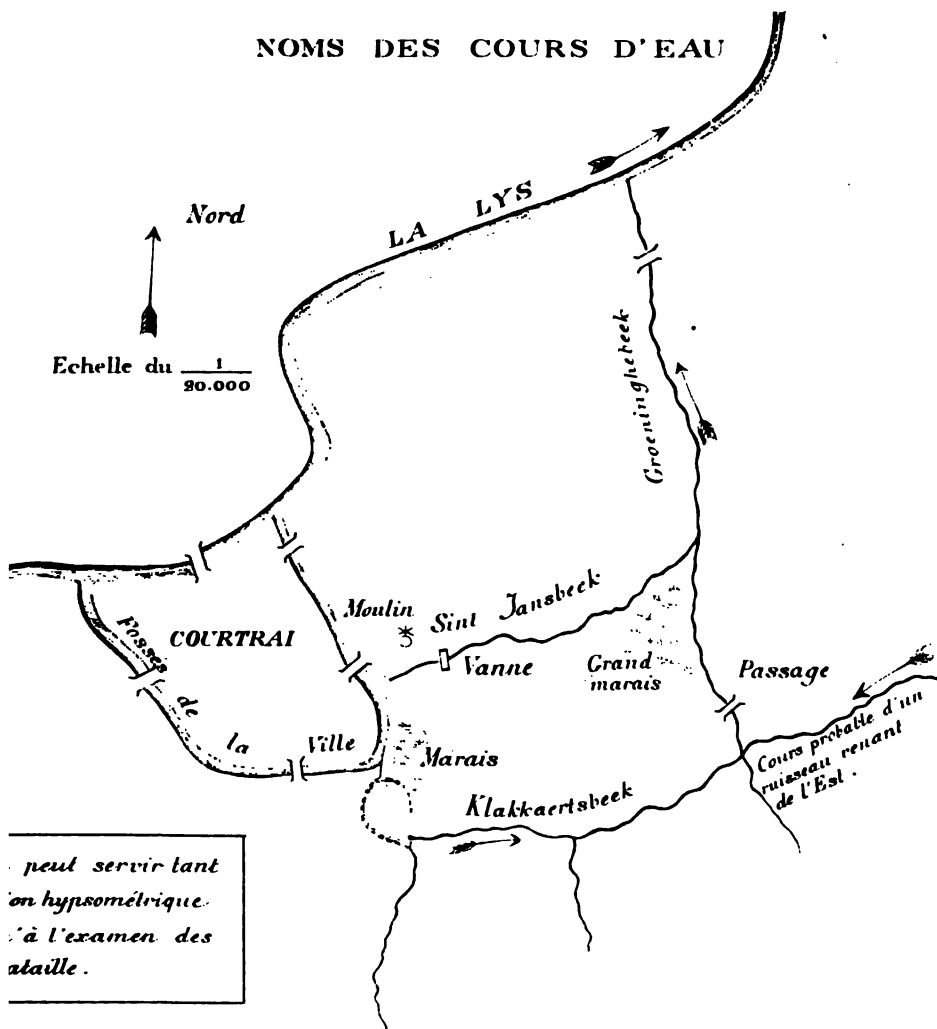 NOMS DES COURS D'EAU
Nord
LA LYS
Echelle du 1
20.000
Groeninghebeek
Moulin
Sint Jansbeek
Fosses de la Ville
COURTRAI
Vanne
Grand
marais
Passage
Marais
Cours probable d'un
ruisseau venant
de l'Est.
Klakkaertsbeek
peut servir tant
on hypsométrique
'à l'examen des
ataille.